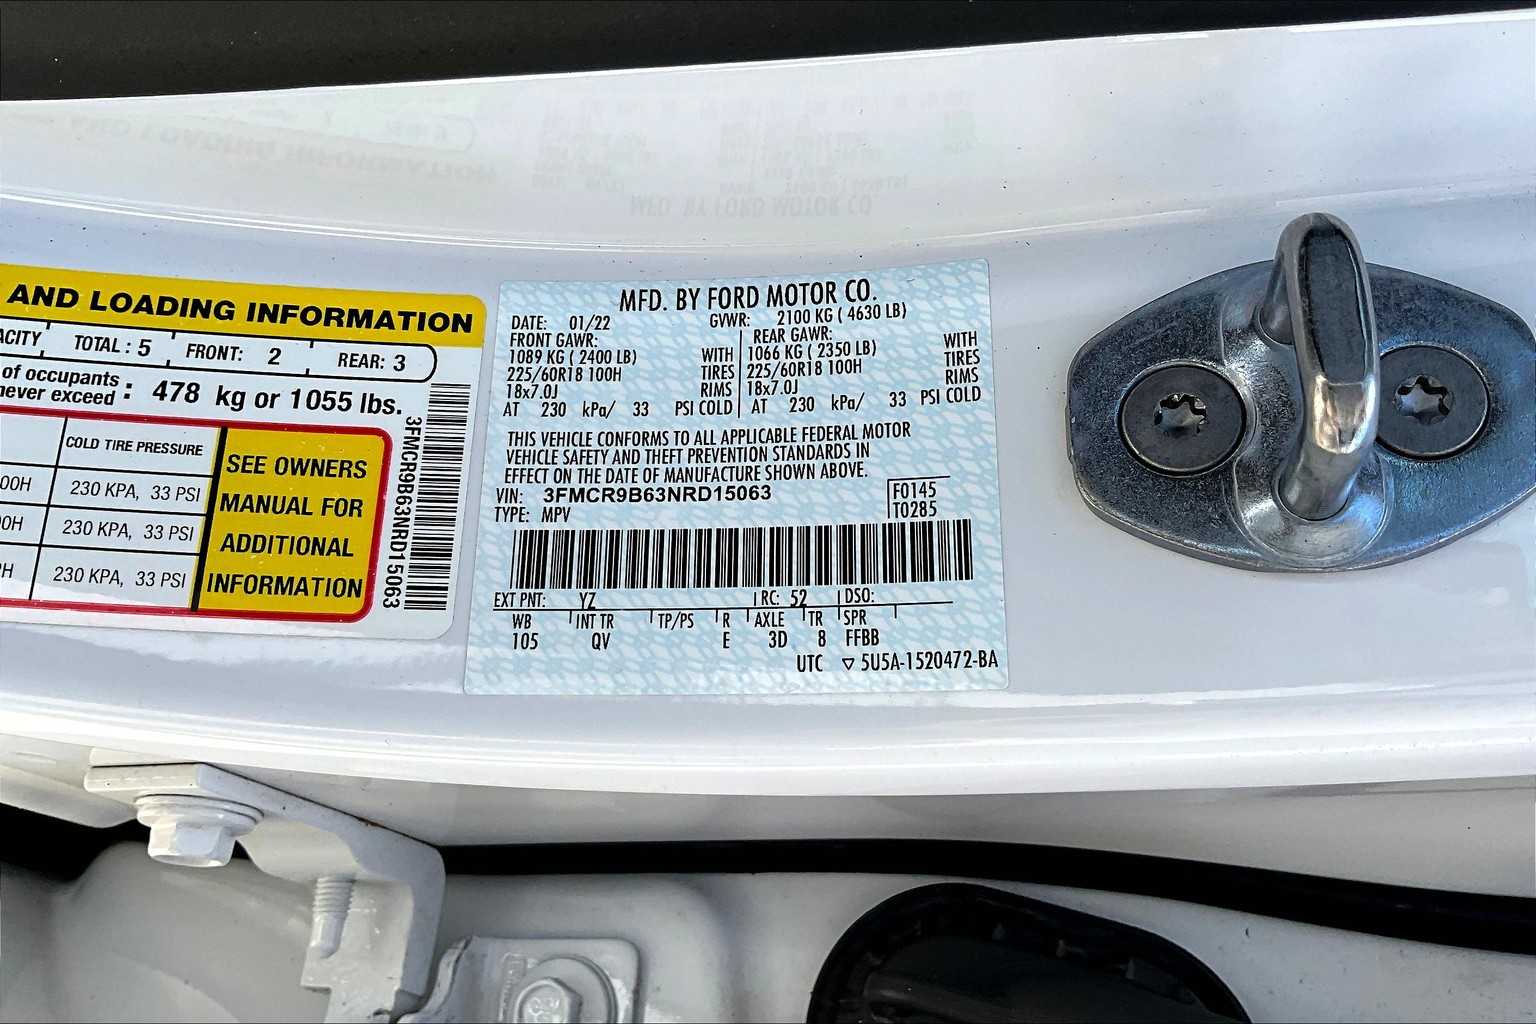 AND LOADING INFORMATION
ACITY TOTAL : 5 FRONT: 2 REAR: 3
of occupants
ever exceed : 478 kg or 1055 lbs.
COLD TIRE PRESSURE
00H 230 KPA, 33 PSI
00H 230 KPA, 33 PSI
PH 230 KPA, 33 PSI
SEE OWNERS
MANUAL FOR
ADDITIONAL
INFORMATION
3FMCR9B63NRD15063
MFD. BY FORD MOTOR CO.
DATE: 01/22 GVWR: 2100 KG ( 4630 LB)
FRONT GAWR: REAR GAWR:
1089 KG ( 2400 LB) WITH 1066 KG ( 2350 LB) WITH
225/60R18 100H TIRES 225/60R18 100H TIRES
18x7.0J RIMS 18x7.0J RIMS
AT 230 kPa/ 33 PSI COLD AT 230 kPa/ 33 PSI COLD
THIS VEHICLE CONFORMS TO ALL APPLICABLE FEDERAL MOTOR
VEHICLE SAFETY AND THEFT PREVENTION STANDARDS IN
EFFECT ON THE DATE OF MANUFACTURE SHOWN ABOVE.
VIN: 3FMCR9B63NRD15063 F0145
TYPE: MPV T0285
EXT PNT: YZ RC: 52 DSO:
WB INT TR TP/PS R AXLE TR SPR
105 QV E 3D 8 FFBB
UTC ▽ 5U5A-1520472-BA